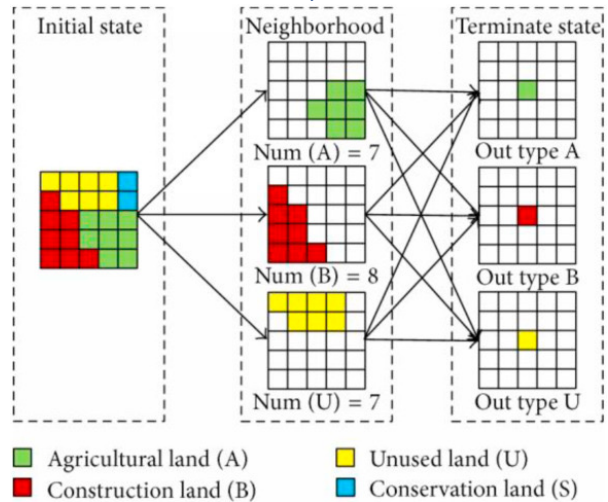 Initial state
Neighborhood
Terminate state
Num (A) = 7
Out type A
Num (B) = 8
Out type B
Num (U) = 7
Out type U
Agricultural land (A)
Unused land (U)
Construction land (B)
Conservation land (S)